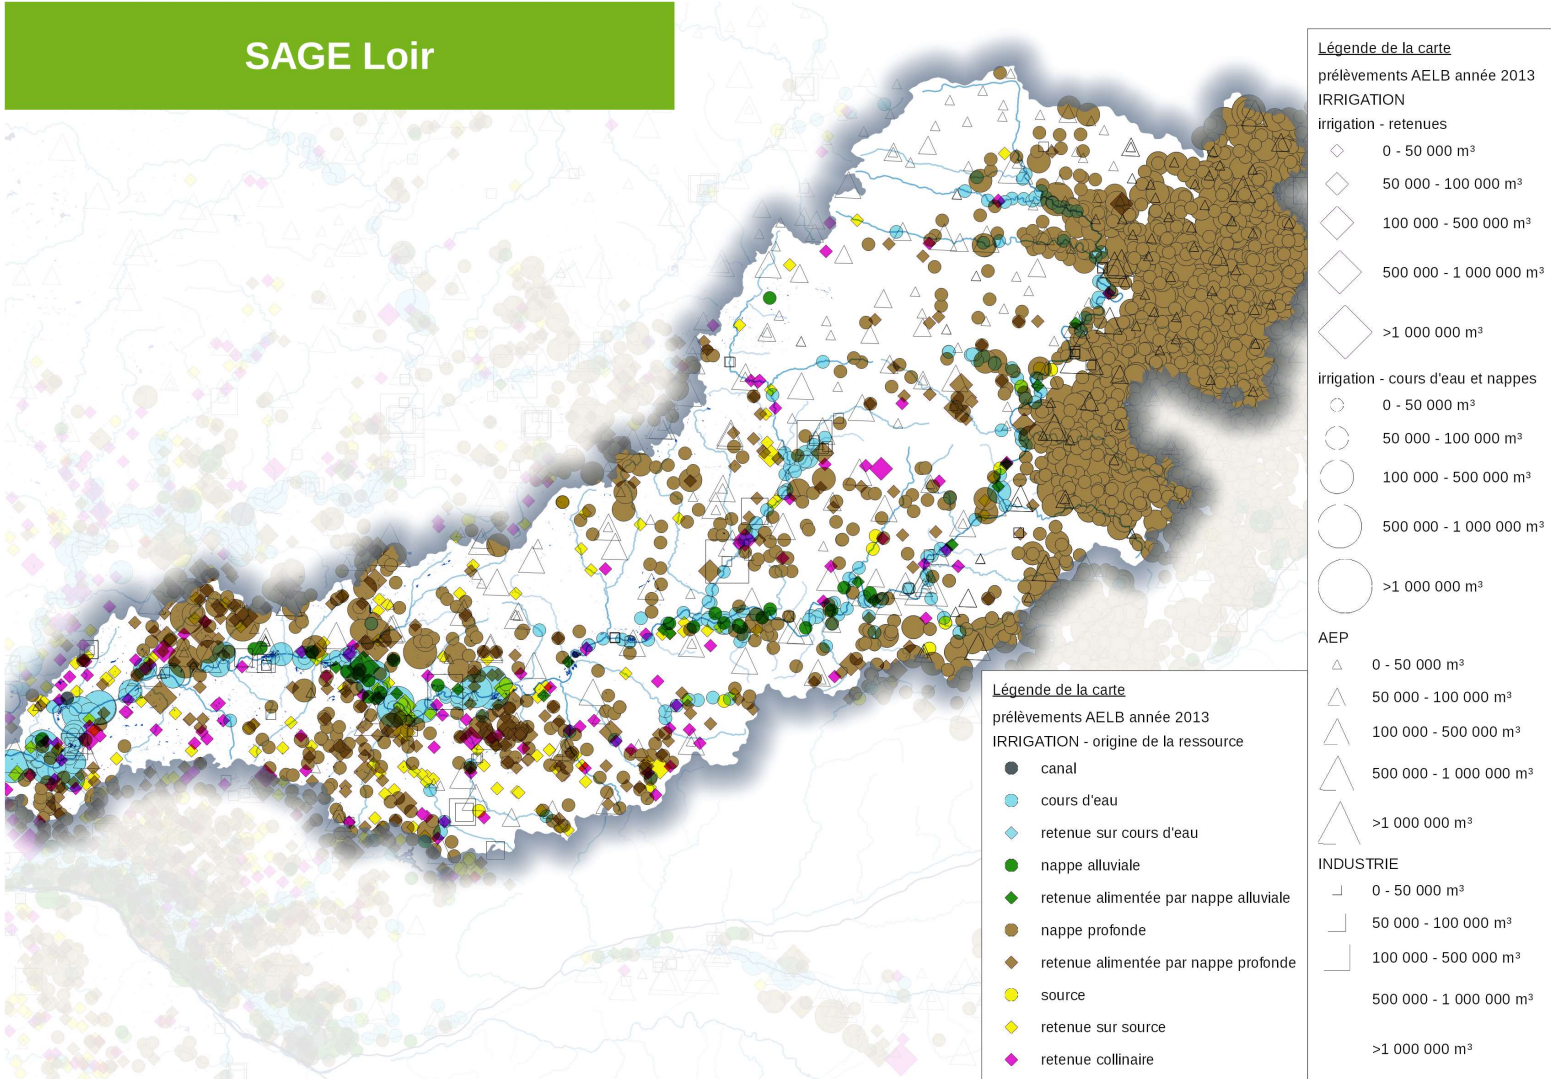 SAGE Loir
Légende de la carte
prélèvements AELB année 2013
IRRIGATION
irrigation - retenues
0 - 50 000 m³
50 000 - 100 000 m³
100 000 - 500 000 m³
500 000 - 1 000 000 m³
>1 000 000 m³
irrigation - cours d'eau et nappes
0 - 50 000 m³
50 000 - 100 000 m³
100 000 - 500 000 m³
500 000 - 1 000 000 m³
>1 000 000 m³
AEP
0 - 50 000 m³
50 000 - 100 000 m³
100 000 - 500 000 m³
500 000 - 1 000 000 m³
>1 000 000 m³
INDUSTRIE
0 - 50 000 m³
50 000 - 100 000 m³
100 000 - 500 000 m³
500 000 - 1 000 000 m³
>1 000 000 m³
Légende de la carte
prélèvements AELB année 2013
IRRIGATION - origine de la ressource
canal
cours d'eau
retenue sur cours d'eau
nappe alluviale
retenue alimentée par nappe alluviale
nappe profonde
retenue alimentée par nappe profonde
source
retenue sur source
retenue collinaire